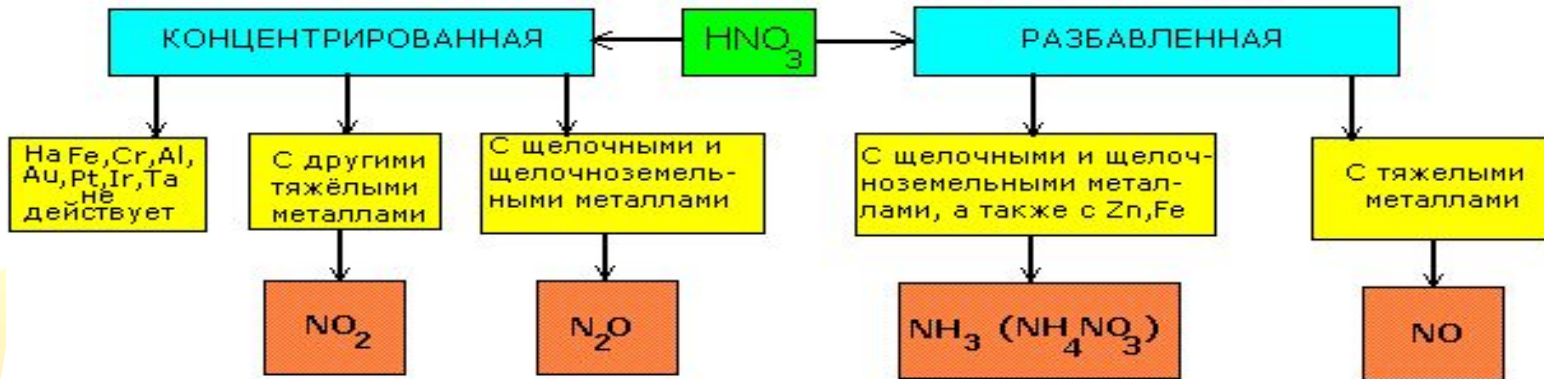 КОНЦЕНТРИРОВАННАЯ
HNO3
РАЗБАВЛЕННАЯ
На Fe,Cr,Al,
Au,Pt,Ir,Ta
не
действует
С другими
тяжёлыми
металлами
С щелочными и
щелочноземель-
ными металлами
С щелочными и щелоч-
ноземельными метал-
лами, а также с Zn,Fe
С тяжелыми
металлами
NO2
N2O
NH3 (NH4NO3)
NO